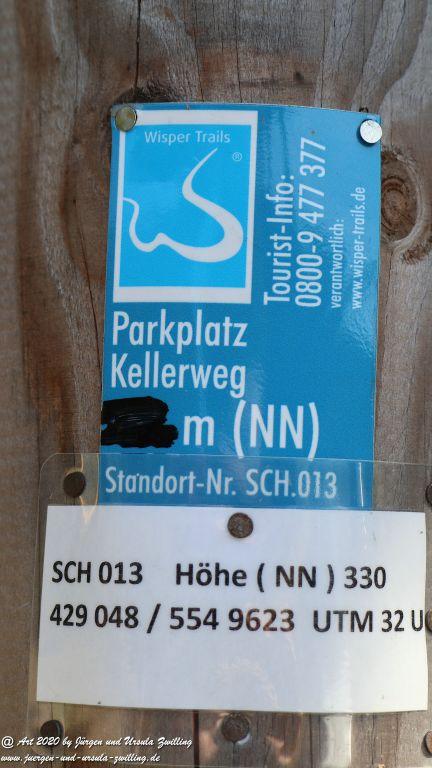 Wisper Trails
®
Tourist-Info:
0800-9 477 377
verantwortlich:
www.wisper-trails.de
Parkplatz
Kellerweg
m (NN)
Standort-Nr. SCH.013
SCH 013 Höhe ( NN ) 330
429 048 / 554 9623 UTM 32 U
@ Art 2020 by Jürgen und Ursula Zwilling
www.juergen-und-ursula-zwilling.de